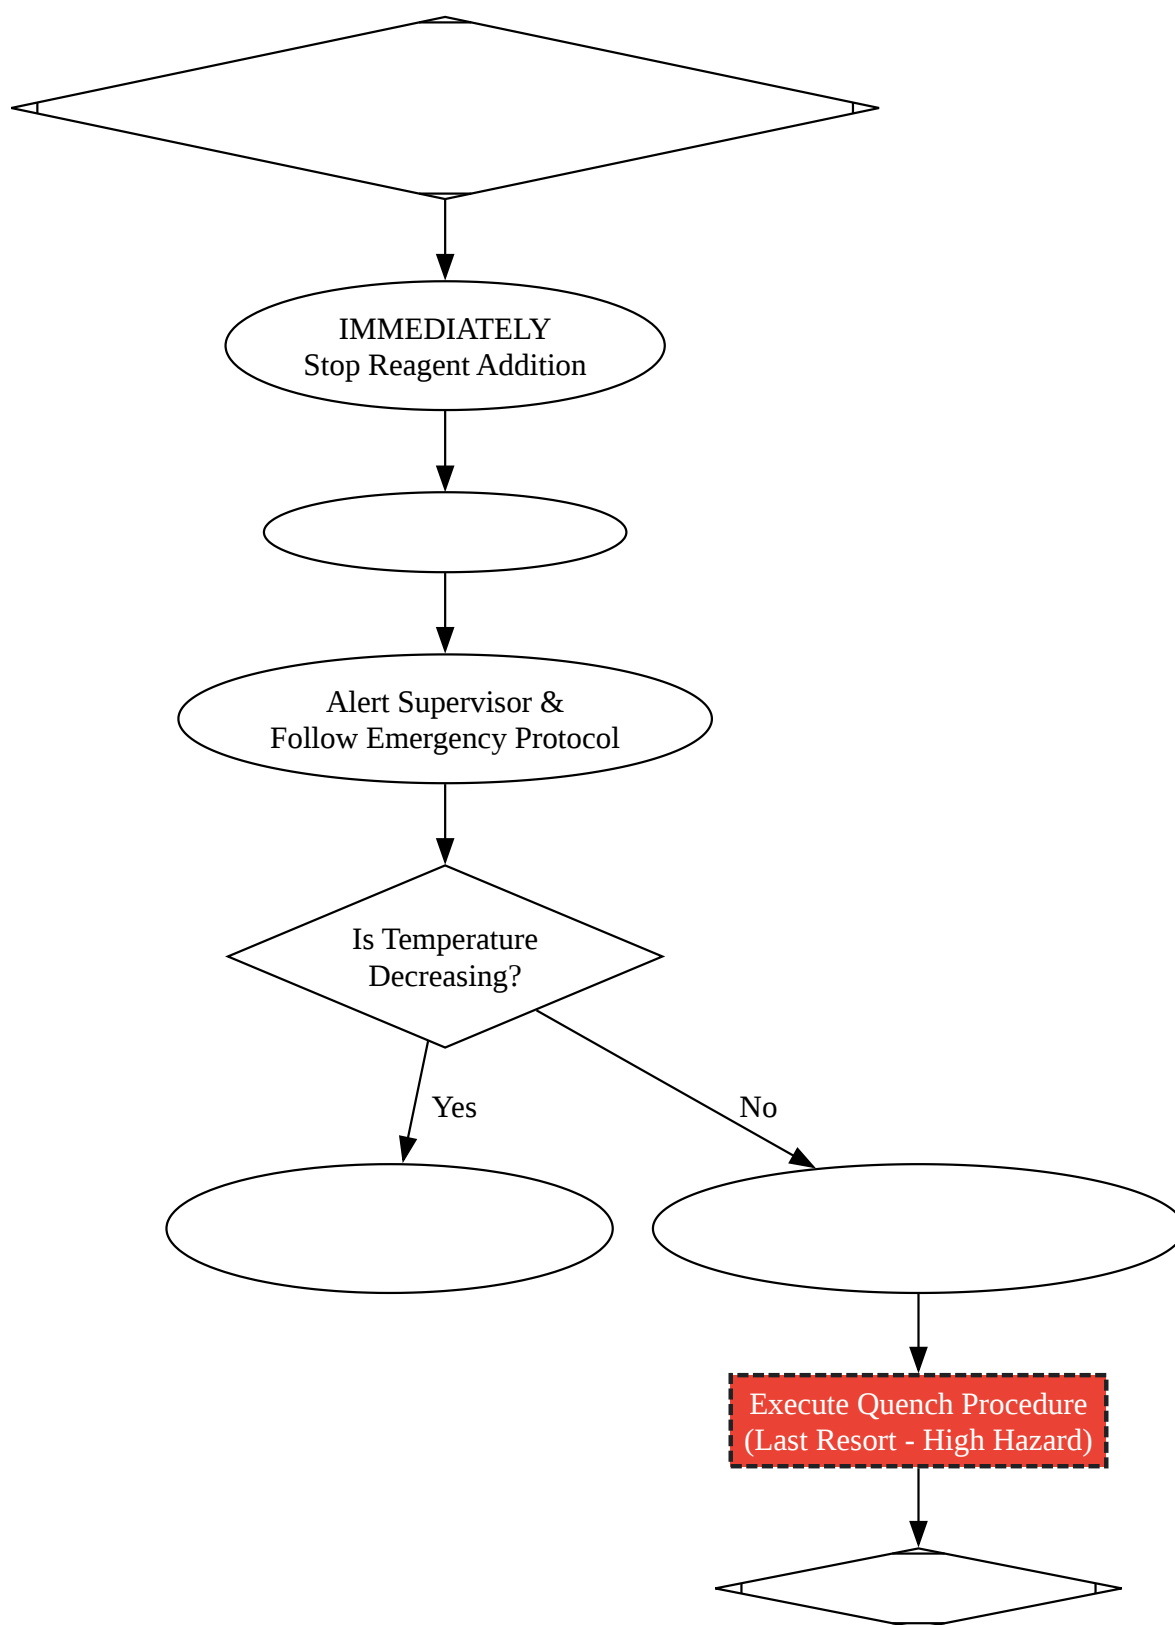 IMMEDIATELY
Stop Reagent Addition
Alert Supervisor &
Follow Emergency Protocol
Is Temperature
Decreasing?
Yes
No
Execute Quench Procedure
(Last Resort - High Hazard)